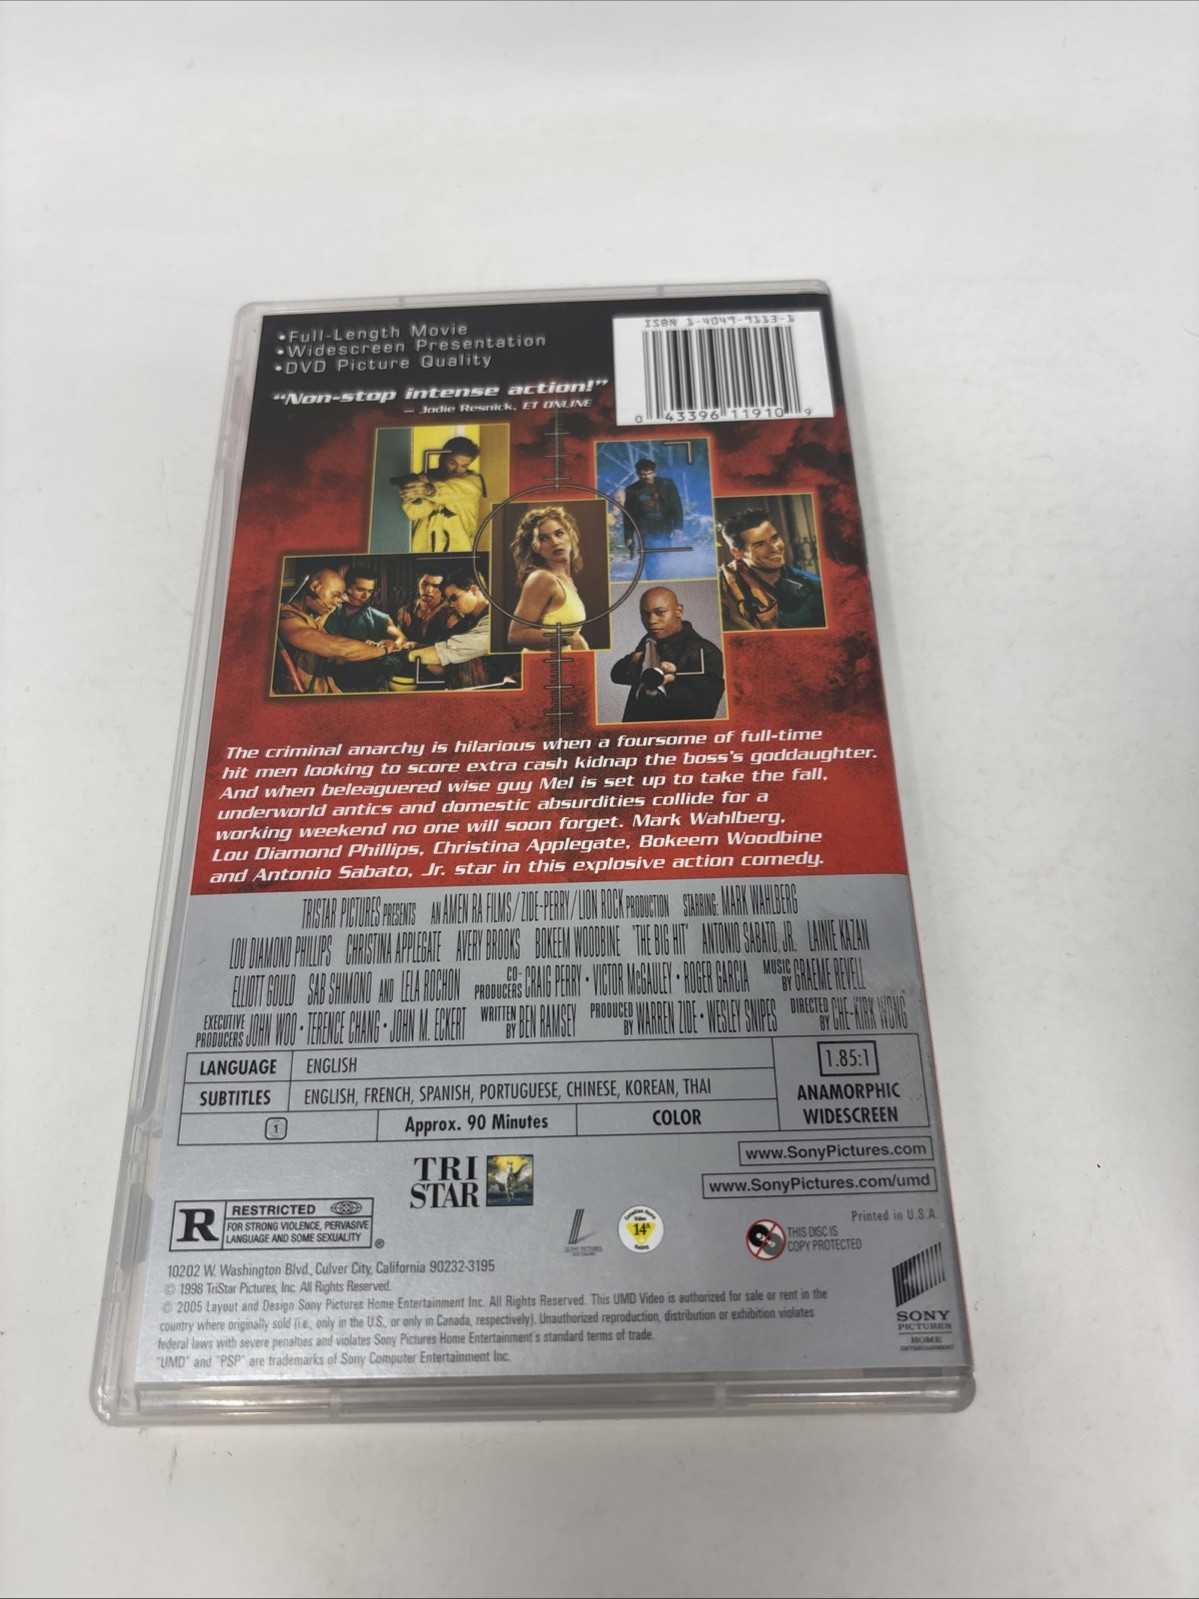 •Full-Length Movie
•Widescreen Presentation
•DVD Picture Quality
"Non-stop intense action!"
— Jodie Resnick, ET ONLINE
ISBN 1-4049-9113-1
0 43396 11910 9
The criminal anarchy is hilarious when a foursome of full-time
hit men looking to score extra cash kidnap the boss's goddaughter.
And when beleaguered wise guy Mel is set up to take the fall,
underworld antics and domestic absurdities collide for a
working weekend no one will soon forget. Mark Wahlberg,
Lou Diamond Phillips, Christina Applegate, Bokeem Woodbine
and Antonio Sabato, Jr. star in this explosive action comedy.
TRISTAR PICTURES PRESENTS AN AMEN RA FILMS/ZIDE-PERRY/LION ROCK PRODUCTION STARRING: MARK WAHLBERG
LOU DIAMOND PHILLIPS CHRISTINA APPLEGATE AVERY BROOKS BOKEEM WOODBINE "THE BIG HIT" ANTONIO SABATO, JR. LAINIE KAZAN
ELLIOTT GOULD SAB SHIMONO AND LELA ROCHON CO-PRODUCERS CRAIG PERRY • VICTOR McGAULEY • ROGER GARCIA MUSIC BY GRAEME REVELL
EXECUTIVE PRODUCERS JOHN WOO • TERENCE CHANG • JOHN M. ECKERT WRITTEN BY BEN RAMSEY PRODUCED BY WARREN ZIDE • WESLEY SNIPES DIRECTED BY CHE-KIRK WONG
LANGUAGE ENGLISH
SUBTITLES ENGLISH, FRENCH, SPANISH, PORTUGUESE, CHINESE, KOREAN, THAI
1 Approx. 90 Minutes COLOR
1.85:1
ANAMORPHIC
WIDESCREEN
www.SonyPictures.com
www.SonyPictures.com/umd
TRI
STAR
R
RESTRICTED
FOR STRONG VIOLENCE, PERVASIVE
LANGUAGE AND SOME SEXUALITY
®
14A
THIS DISC IS
COPY PROTECTED
Printed in U.S.A.
10202 W. Washington Blvd., Culver City, California 90232-3195
© 1998 TriStar Pictures, Inc. All Rights Reserved.
© 2005 Layout and Design Sony Pictures Home Entertainment Inc. All Rights Reserved. This UMD Video is authorized for sale or rent in the
country where originally sold (i.e., only in the U.S. or only in Canada, respectively). Unauthorized reproduction, distribution or exhibition violates
federal laws with severe penalties and violates Sony Pictures Home Entertainment's standard terms of trade.
"UMD" and "PSP" are trademarks of Sony Computer Entertainment Inc.
SONY
PICTURES
HOME
ENTERTAINMENT